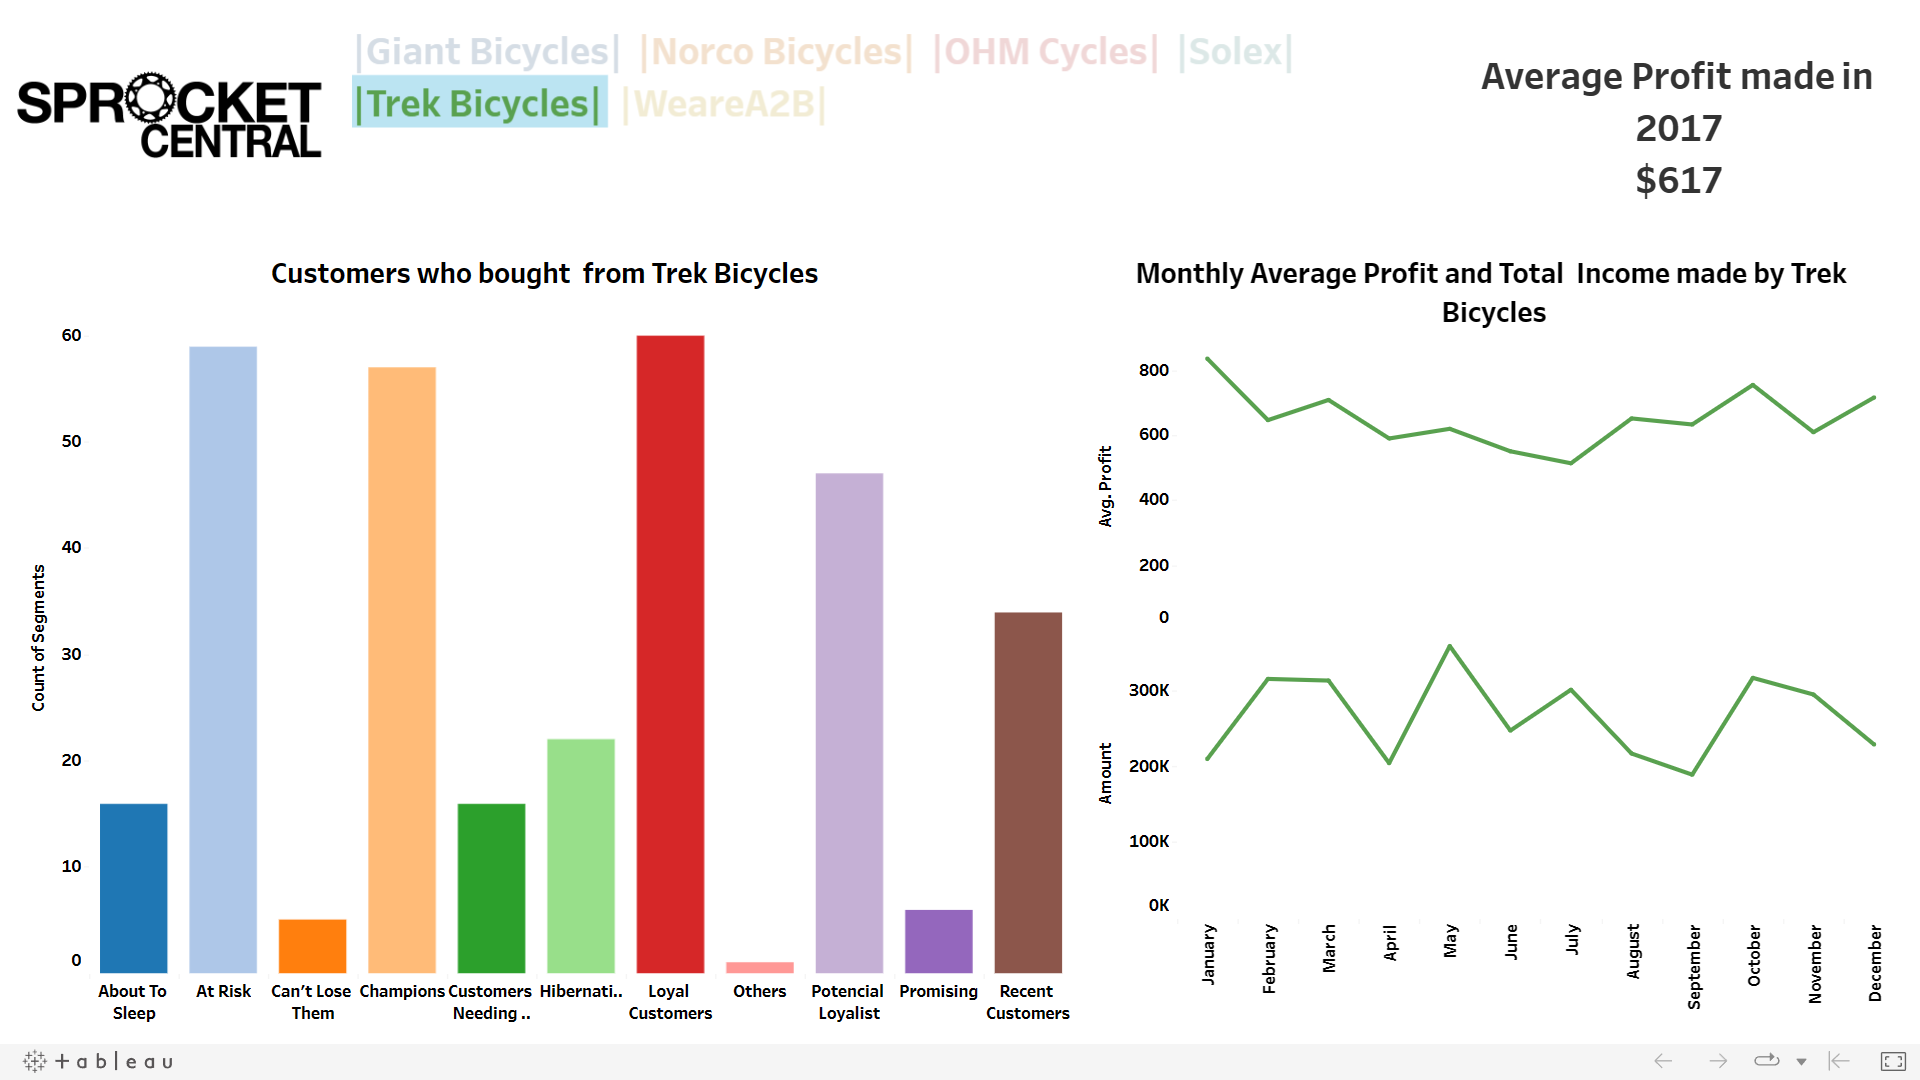 |Giant Bicycles| |Norco Bicycles| |OHM Cycles| |Solex|
|Trek Bicycles| |WeareA2B|
SPROCKET
CENTRAL
Average Profit made in
2017
$617
Customers who bought from Trek Bicycles
60
50
40
30
20
10
0
Count of Segments
About To
Sleep
At Risk
Can't Lose
Them
Champions
Customers
Needing ..
Hibernati..
Loyal
Customers
Others
Potencial
Loyalist
Promising
Recent
Customers
Monthly Average Profit and Total Income made by Trek
Bicycles
800
600
400
200
0
Avg. Profit
300K
200K
100K
0K
Amount
January
February
March
April
May
June
July
August
September
October
November
December
+ableau